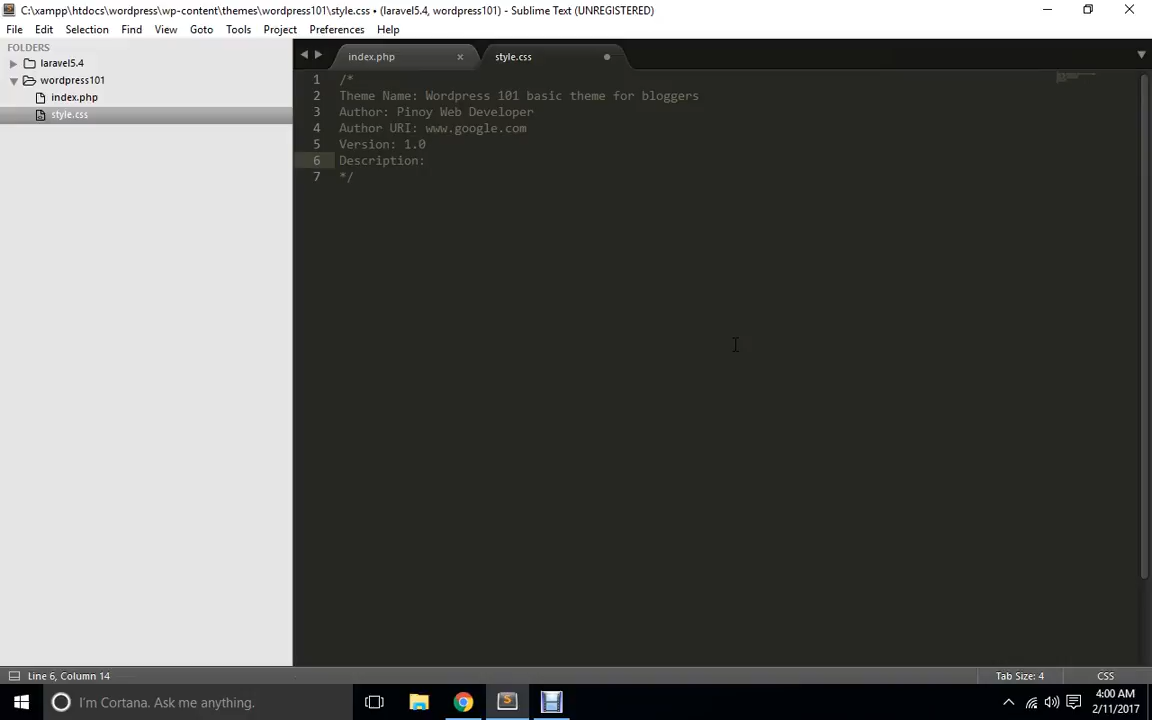 C:\xampp\htdocs\wordpress\wp-content\themes\wordpress101\style.css • (laravel5.4, wordpress101) - Sublime Text (UNREGISTERED)
File Edit Selection Find View Goto Tools Project Preferences Help
FOLDERS
laravel5.4
wordpress101
index.php
style.css
index.php × style.css
1 /*
2 Theme Name: Wordpress 101 basic theme for bloggers
3 Author: Pinoy Web Developer
4 Author URI: www.google.com
5 Version: 1.0
6 Description:
7 */
Line 6, Column 14 Tab Size: 4 CSS
I'm Cortana. Ask me anything.
4:00 AM
2/11/2017